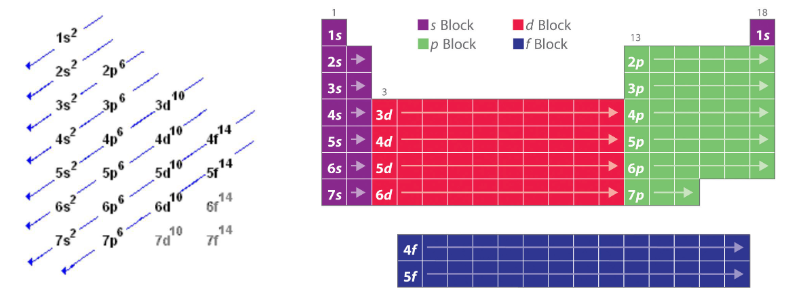 1s²
2s² 2p⁶
3s² 3p⁶ 3d¹⁰
4s² 4p⁶ 4d¹⁰ 4f¹⁴
5s² 5p⁶ 5d¹⁰ 5f¹⁴
6s² 6p⁶ 6d¹⁰ 6f¹⁴
7s² 7p⁶ 7d¹⁰ 7f¹⁴
1 18
s Block d Block
p Block f Block
1s 1s
13
2s 2p
3s 3p
3
4s 3d 4p
5s 4d 5p
6s 5d 6p
7s 6d 7p
4f
5f